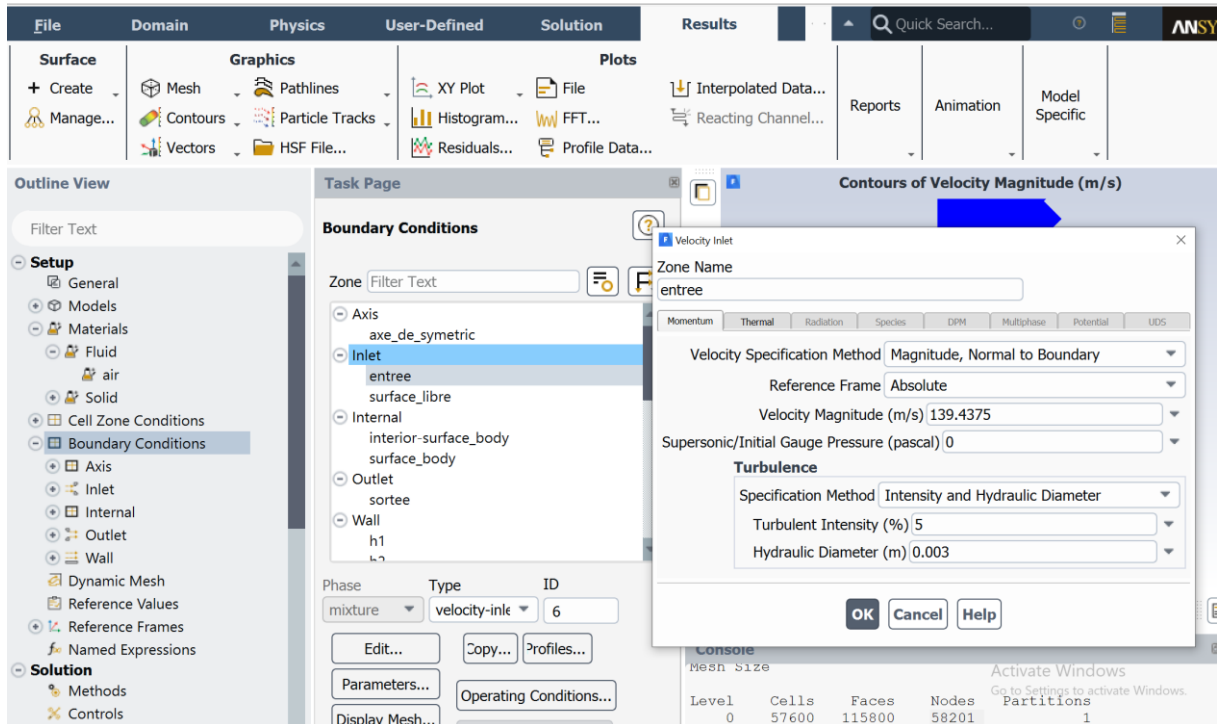 File Domain Physics User-Defined Solution Results Quick Search... ANSY
Surface Graphics Plots
+ Create Mesh Pathlines XY Plot File Interpolated Data...
Manage... Contours Particle Tracks Histogram... FFT... Reacting Channel...
Vectors HSF File... Residuals... Profile Data...
Reports Animation Model Specific
Outline View
Filter Text
Setup
General
Models
Materials
Fluid
air
Solid
Cell Zone Conditions
Boundary Conditions
Axis
Inlet
Internal
Outlet
Wall
Dynamic Mesh
Reference Values
Reference Frames
Named Expressions
Solution
Methods
Controls
Task Page
Boundary Conditions
Zone Filter Text
Axis
axe_de_symetric
Inlet
entree
surface_libre
Internal
interior-surface_body
surface_body
Outlet
sortee
Wall
h1
h2
Phase Type ID
mixture velocity-inle 6
Edit... Copy... Profiles...
Parameters... Operating Conditions...
Display Mesh...
Contours of Velocity Magnitude (m/s)
Velocity Inlet
Zone Name
entree
Momentum Thermal Radiation Species DPM Multiphase Potential UDS
Velocity Specification Method Magnitude, Normal to Boundary
Reference Frame Absolute
Velocity Magnitude (m/s) 139.4375
Supersonic/Initial Gauge Pressure (pascal) 0
Turbulence
Specification Method Intensity and Hydraulic Diameter
Turbulent Intensity (%) 5
Hydraulic Diameter (m) 0.003
OK Cancel Help
Console
Mesh Size
Activate Windows
Go to Settings to activate Windows.
Level Cells Faces Nodes Partitions
0 57600 115800 58201 1